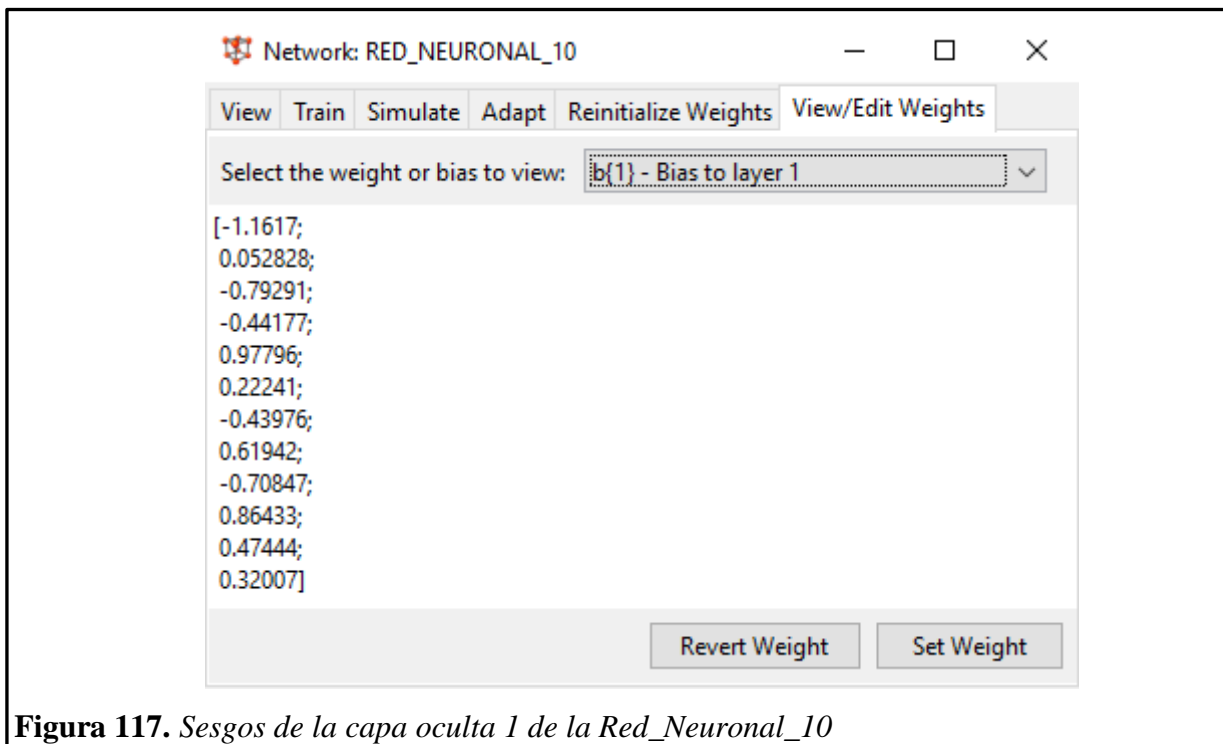 Network: RED_NEURONAL_10
View Train Simulate Adapt Reinitialize Weights View/Edit Weights
Select the weight or bias to view: b{1} - Bias to layer 1
[-1.1617;
0.052828;
-0.79291;
-0.44177;
0.97796;
0.22241;
-0.43976;
0.61942;
-0.70847;
0.86433;
0.47444;
0.32007]
Revert Weight Set Weight
Figura 117. Sesgos de la capa oculta 1 de la Red_Neuronal_10